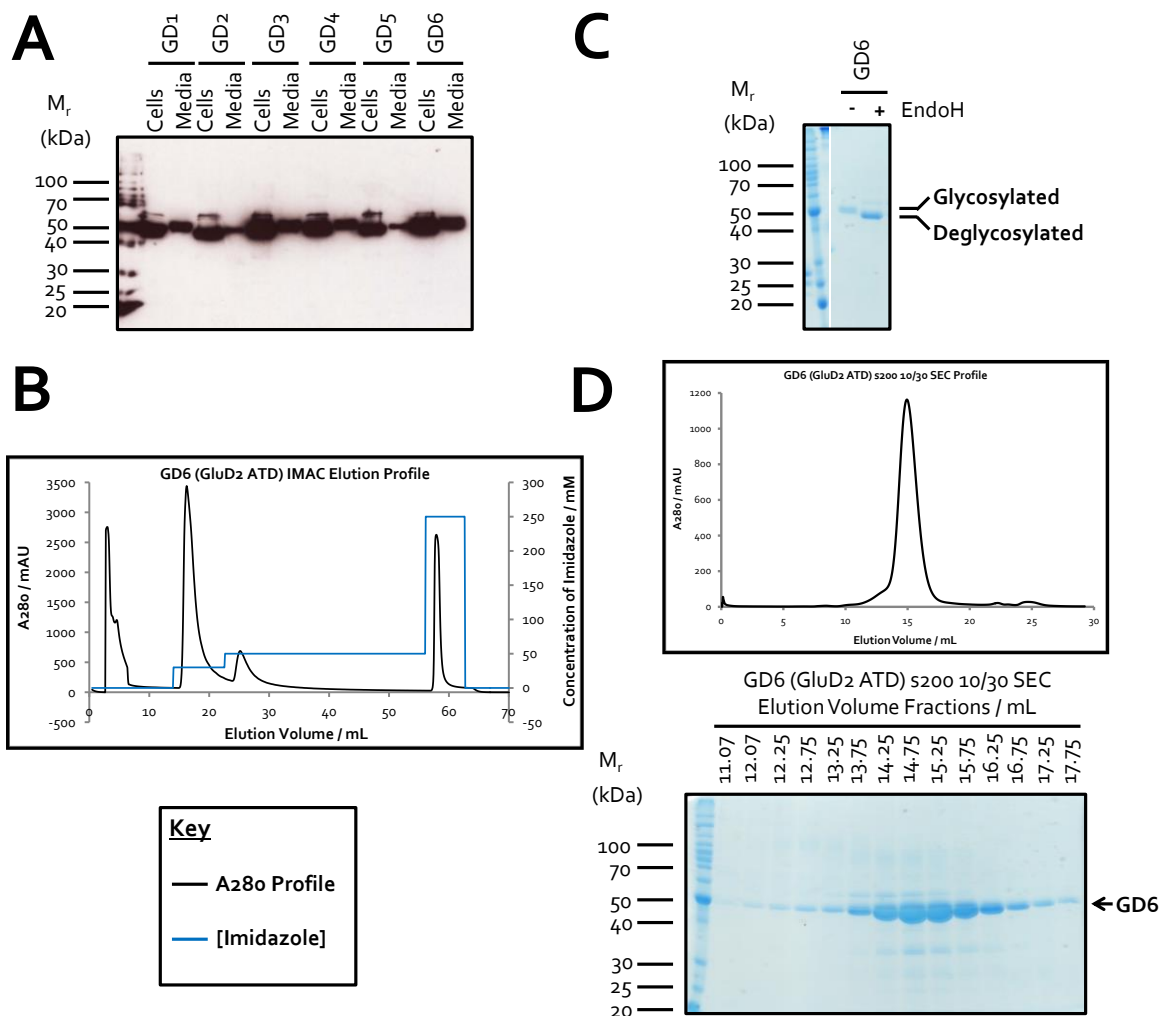 A
GD1 GD2 GD3 GD4 GD5 GD6
Cells Media Cells Media Cells Media Cells Media Cells Media Cells Media
Mr
(kDa)
100
70
50
40
30
25
20
C
GD6
- + EndoH
Mr
(kDa)
100
70
50
40
30
25
20
Glycosylated
Deglycosylated
B
GD6 (GluD2 ATD) IMAC Elution Profile
A280 / mAU
3500
3000
2500
2000
1500
1000
500
0
-500
0 10 20 30 40 50 60 70
Elution Volume / mL
300
250
200
150
100
50
0
-50
Concentration of Imidazole / mM
Key
A280 Profile
[Imidazole]
D
GD6 (GluD2 ATD) s200 10/30 SEC Profile
A280 / mAU
1200
1000
800
600
400
200
0
0 5 10 15 20 25 30
Elution Volume / mL
GD6 (GluD2 ATD) s200 10/30 SEC
Elution Volume Fractions / mL
11.07 12.07 12.25 12.75 13.25 13.75 14.25 14.75 15.25 15.75 16.25 16.75 17.25 17.75
Mr
(kDa)
100
70
50
40
30
25
20
GD6